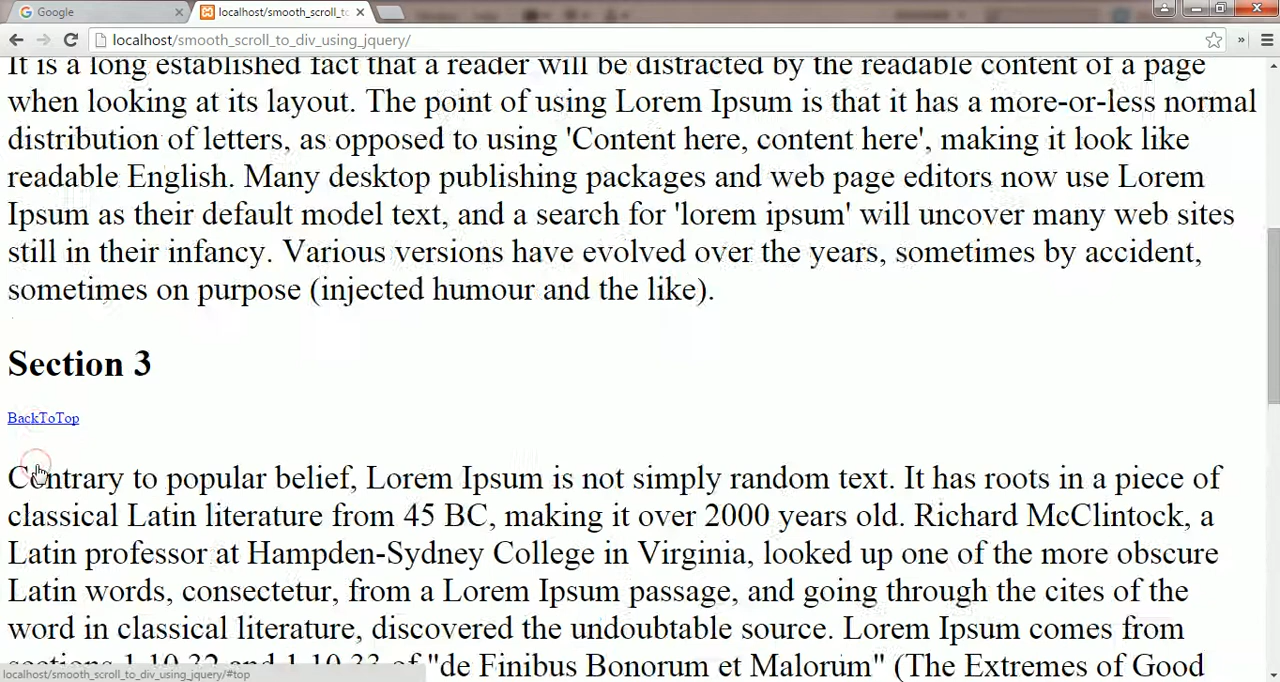 Google
localhost/smooth_scroll_to
localhost/smooth_scroll_to_div_using_jquery/
It is a long established fact that a reader will be distracted by the readable content of a page
when looking at its layout. The point of using Lorem Ipsum is that it has a more-or-less normal
distribution of letters, as opposed to using 'Content here, content here', making it look like
readable English. Many desktop publishing packages and web page editors now use Lorem
Ipsum as their default model text, and a search for 'lorem ipsum' will uncover many web sites
still in their infancy. Various versions have evolved over the years, sometimes by accident,
sometimes on purpose (injected humour and the like).
Section 3
BackToTop
Contrary to popular belief, Lorem Ipsum is not simply random text. It has roots in a piece of
classical Latin literature from 45 BC, making it over 2000 years old. Richard McClintock, a
Latin professor at Hampden-Sydney College in Virginia, looked up one of the more obscure
Latin words, consectetur, from a Lorem Ipsum passage, and going through the cites of the
word in classical literature, discovered the undoubtable source. Lorem Ipsum comes from
sections 1.10.32 and 1.10.33 of "de Finibus Bonorum et Malorum" (The Extremes of Good
localhost/smooth_scroll_to_div_using_jquery/#top